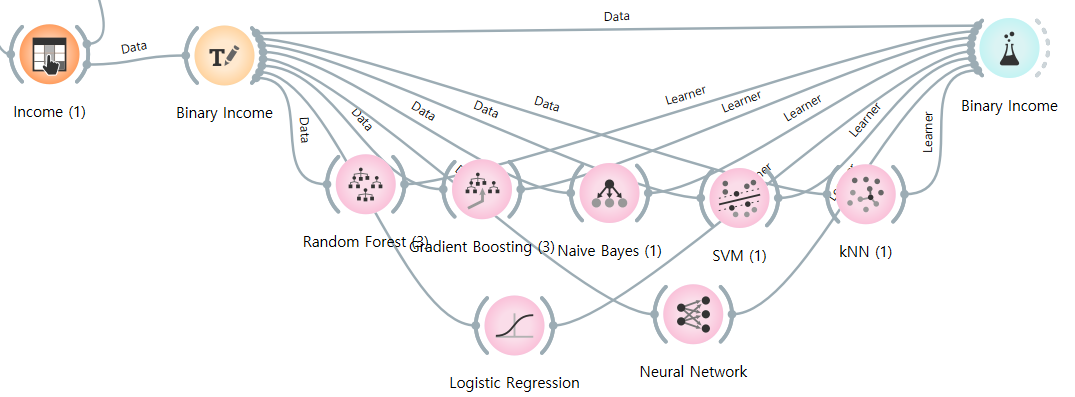 Data
Data
Income (1)
T
Binary Income
Binary Income
Data
Data
Data
Data
Data
Learner
Learner
Learner
Learner
Learner
Random Forest (3)
Gradient Boosting (3)
Naive Bayes (1)
SVM (1)
kNN (1)
Logistic Regression
Neural Network